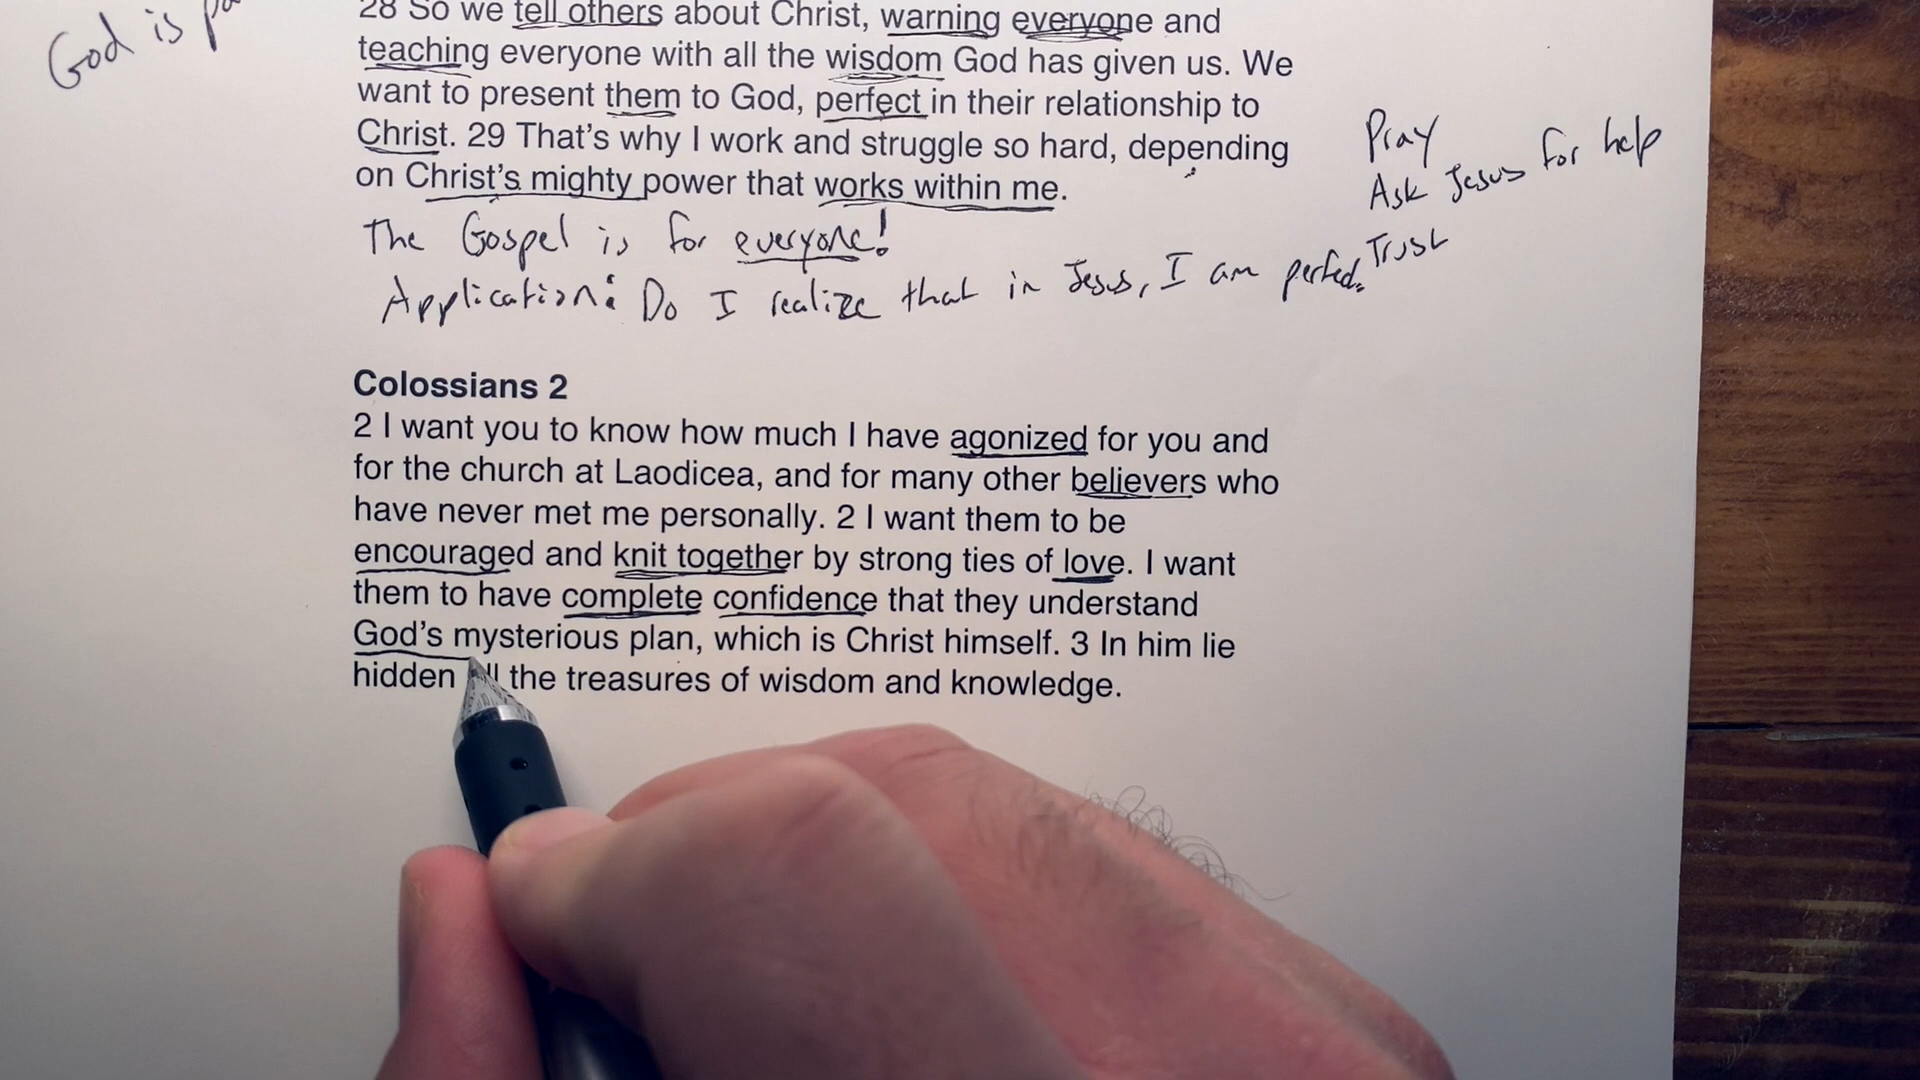 God is
28 So we tell others about Christ, warning everyone and
teaching everyone with all the wisdom God has given us. We
want to present them to God, perfect in their relationship to
Christ. 29 That's why I work and struggle so hard, depending
on Christ's mighty power that works within me.
Pray
Ask Jesus for help
Trust
The Gospel is for everyone!
Application: Do I realize that in Jesus, I am perfect.
Colossians 2
2 I want you to know how much I have agonized for you and
for the church at Laodicea, and for many other believers who
have never met me personally. 2 I want them to be
encouraged and knit together by strong ties of love. I want
them to have complete confidence that they understand
God's mysterious plan, which is Christ himself. 3 In him lie
hidden all the treasures of wisdom and knowledge.